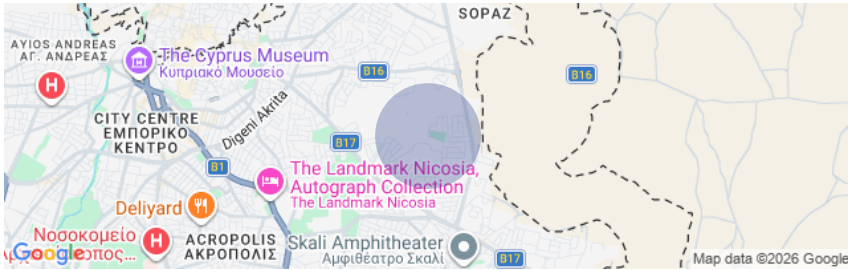 SOPAZ
AYIOS ANDREAS
ΑΓ. ΑΝΔΡΕΑΣ
The Cyprus Museum
Κυπριακό Μουσείο
B16
B16
H
CITY CENTRE
ΕΜΠΟΡΙΚΟ
ΚΕΝΤΡΟ
Digeni Akrita
B17
B1
The Landmark Nicosia,
Autograph Collection
The Landmark Nicosia
Deliyard
Νοσοκομείο
H
ACROPOLIS
ΑΚΡΟΠΟΛΙΣ
Skali Amphitheater
Αμφιθέατρο Σκαλί
B17
Google
Map data ©2026 Google